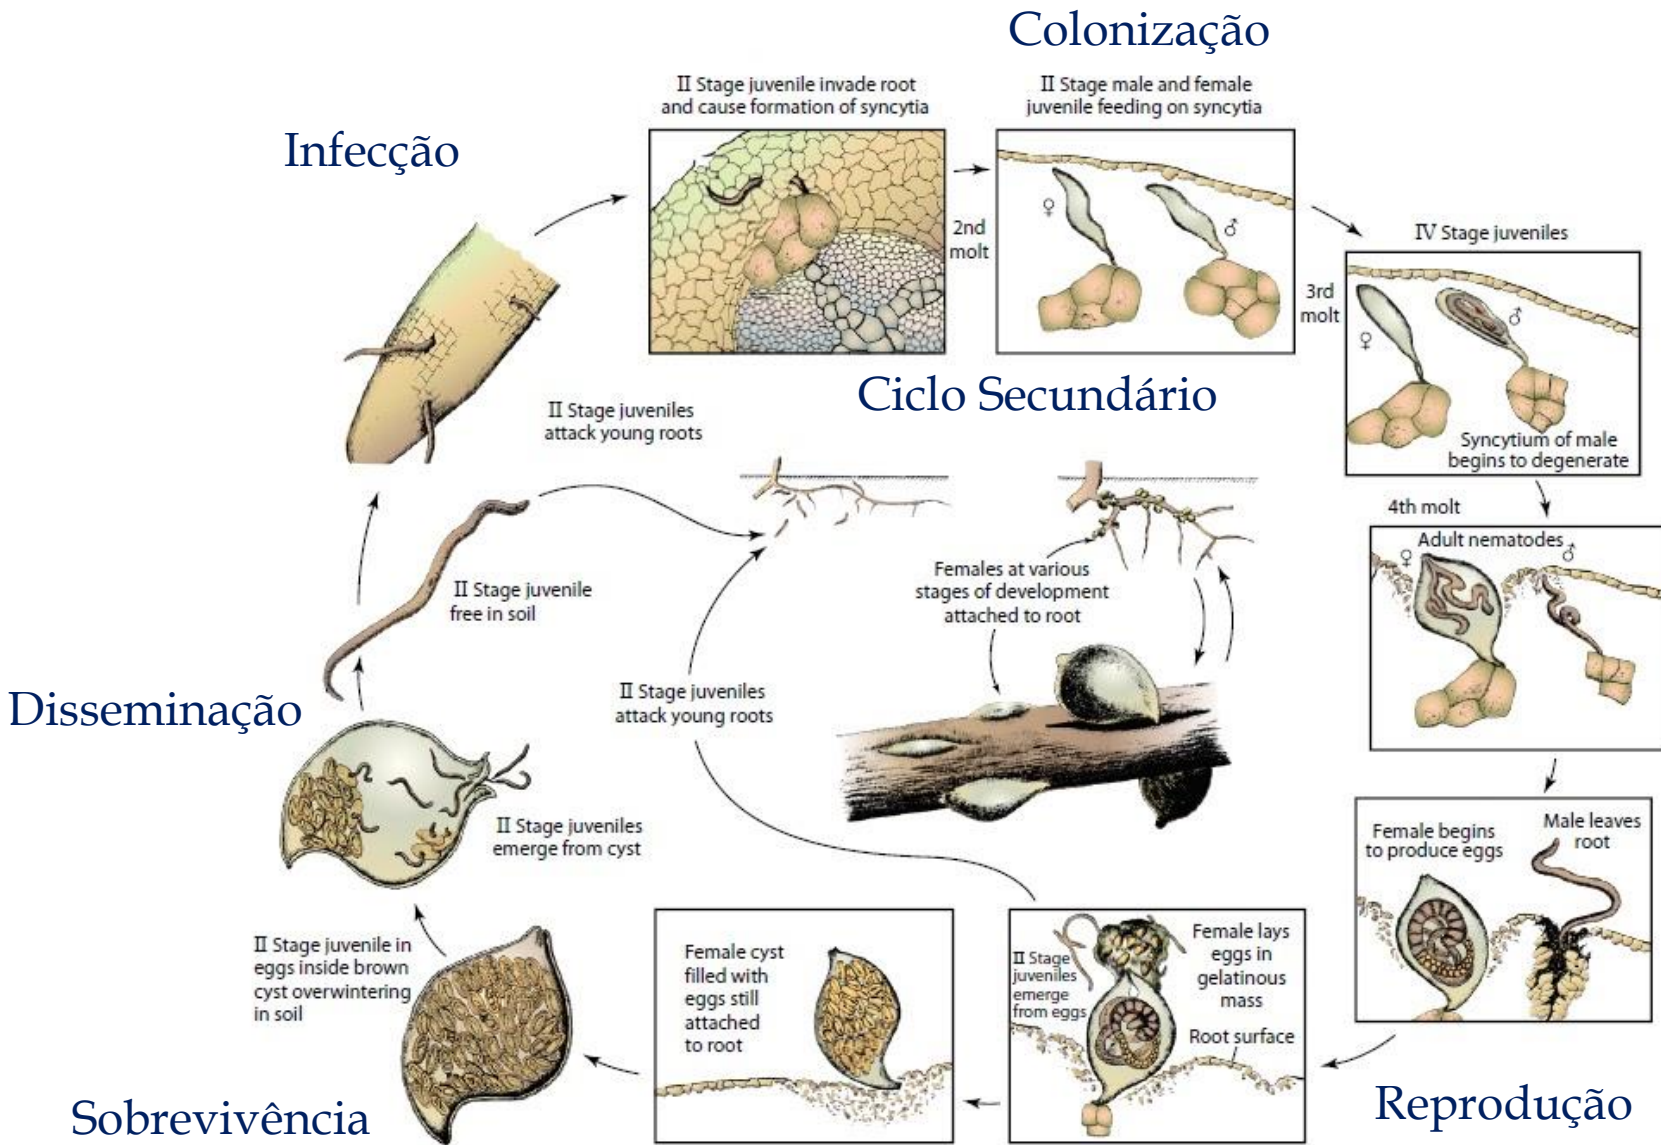 Colonização
II Stage juvenile invade root
and cause formation of syncytia
II Stage male and female
juvenile feeding on syncytia
Infecção
2nd
molt
♀
♂
IV Stage juveniles
3rd
molt
♀
♂
Syncytium of male
begins to degenerate
Ciclo Secundário
II Stage juveniles
attack young roots
4th molt
Adult nematodes
♀
♂
II Stage juvenile
free in soil
Females at various
stages of development
attached to root
II Stage juveniles
attack young roots
Disseminação
II Stage juveniles
emerge from cyst
Female begins
to produce eggs
Male leaves
root
II Stage juvenile in
eggs inside brown
cyst overwintering
in soil
Female cyst
filled with
eggs still
attached
to root
II Stage
juveniles
emerge
from eggs
Female lays
eggs in
gelatinous
mass
Root surface
Sobrevivência
Reprodução